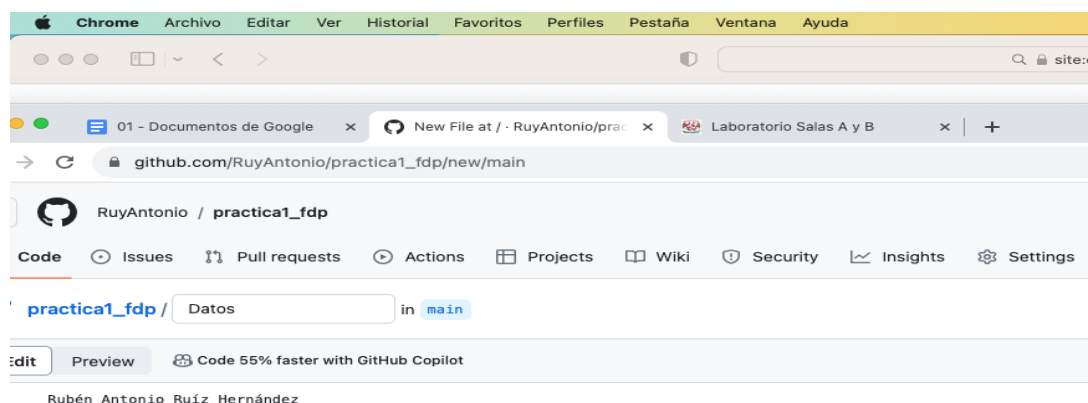 Chrome Archivo Editar Ver Historial Favoritos Perfiles Pestaña Ventana Ayuda
site:
01 - Documentos de Google × New File at / · RuyAntonio/prac × Laboratorio Salas A y B × +
github.com/RuyAntonio/practica1_fdp/new/main
RuyAntonio / practica1_fdp
Code Issues Pull requests Actions Projects Wiki Security Insights Settings
practica1_fdp / Datos in main
Edit Preview Code 55% faster with GitHub Copilot
Rubén Antonio Ruíz Hernández